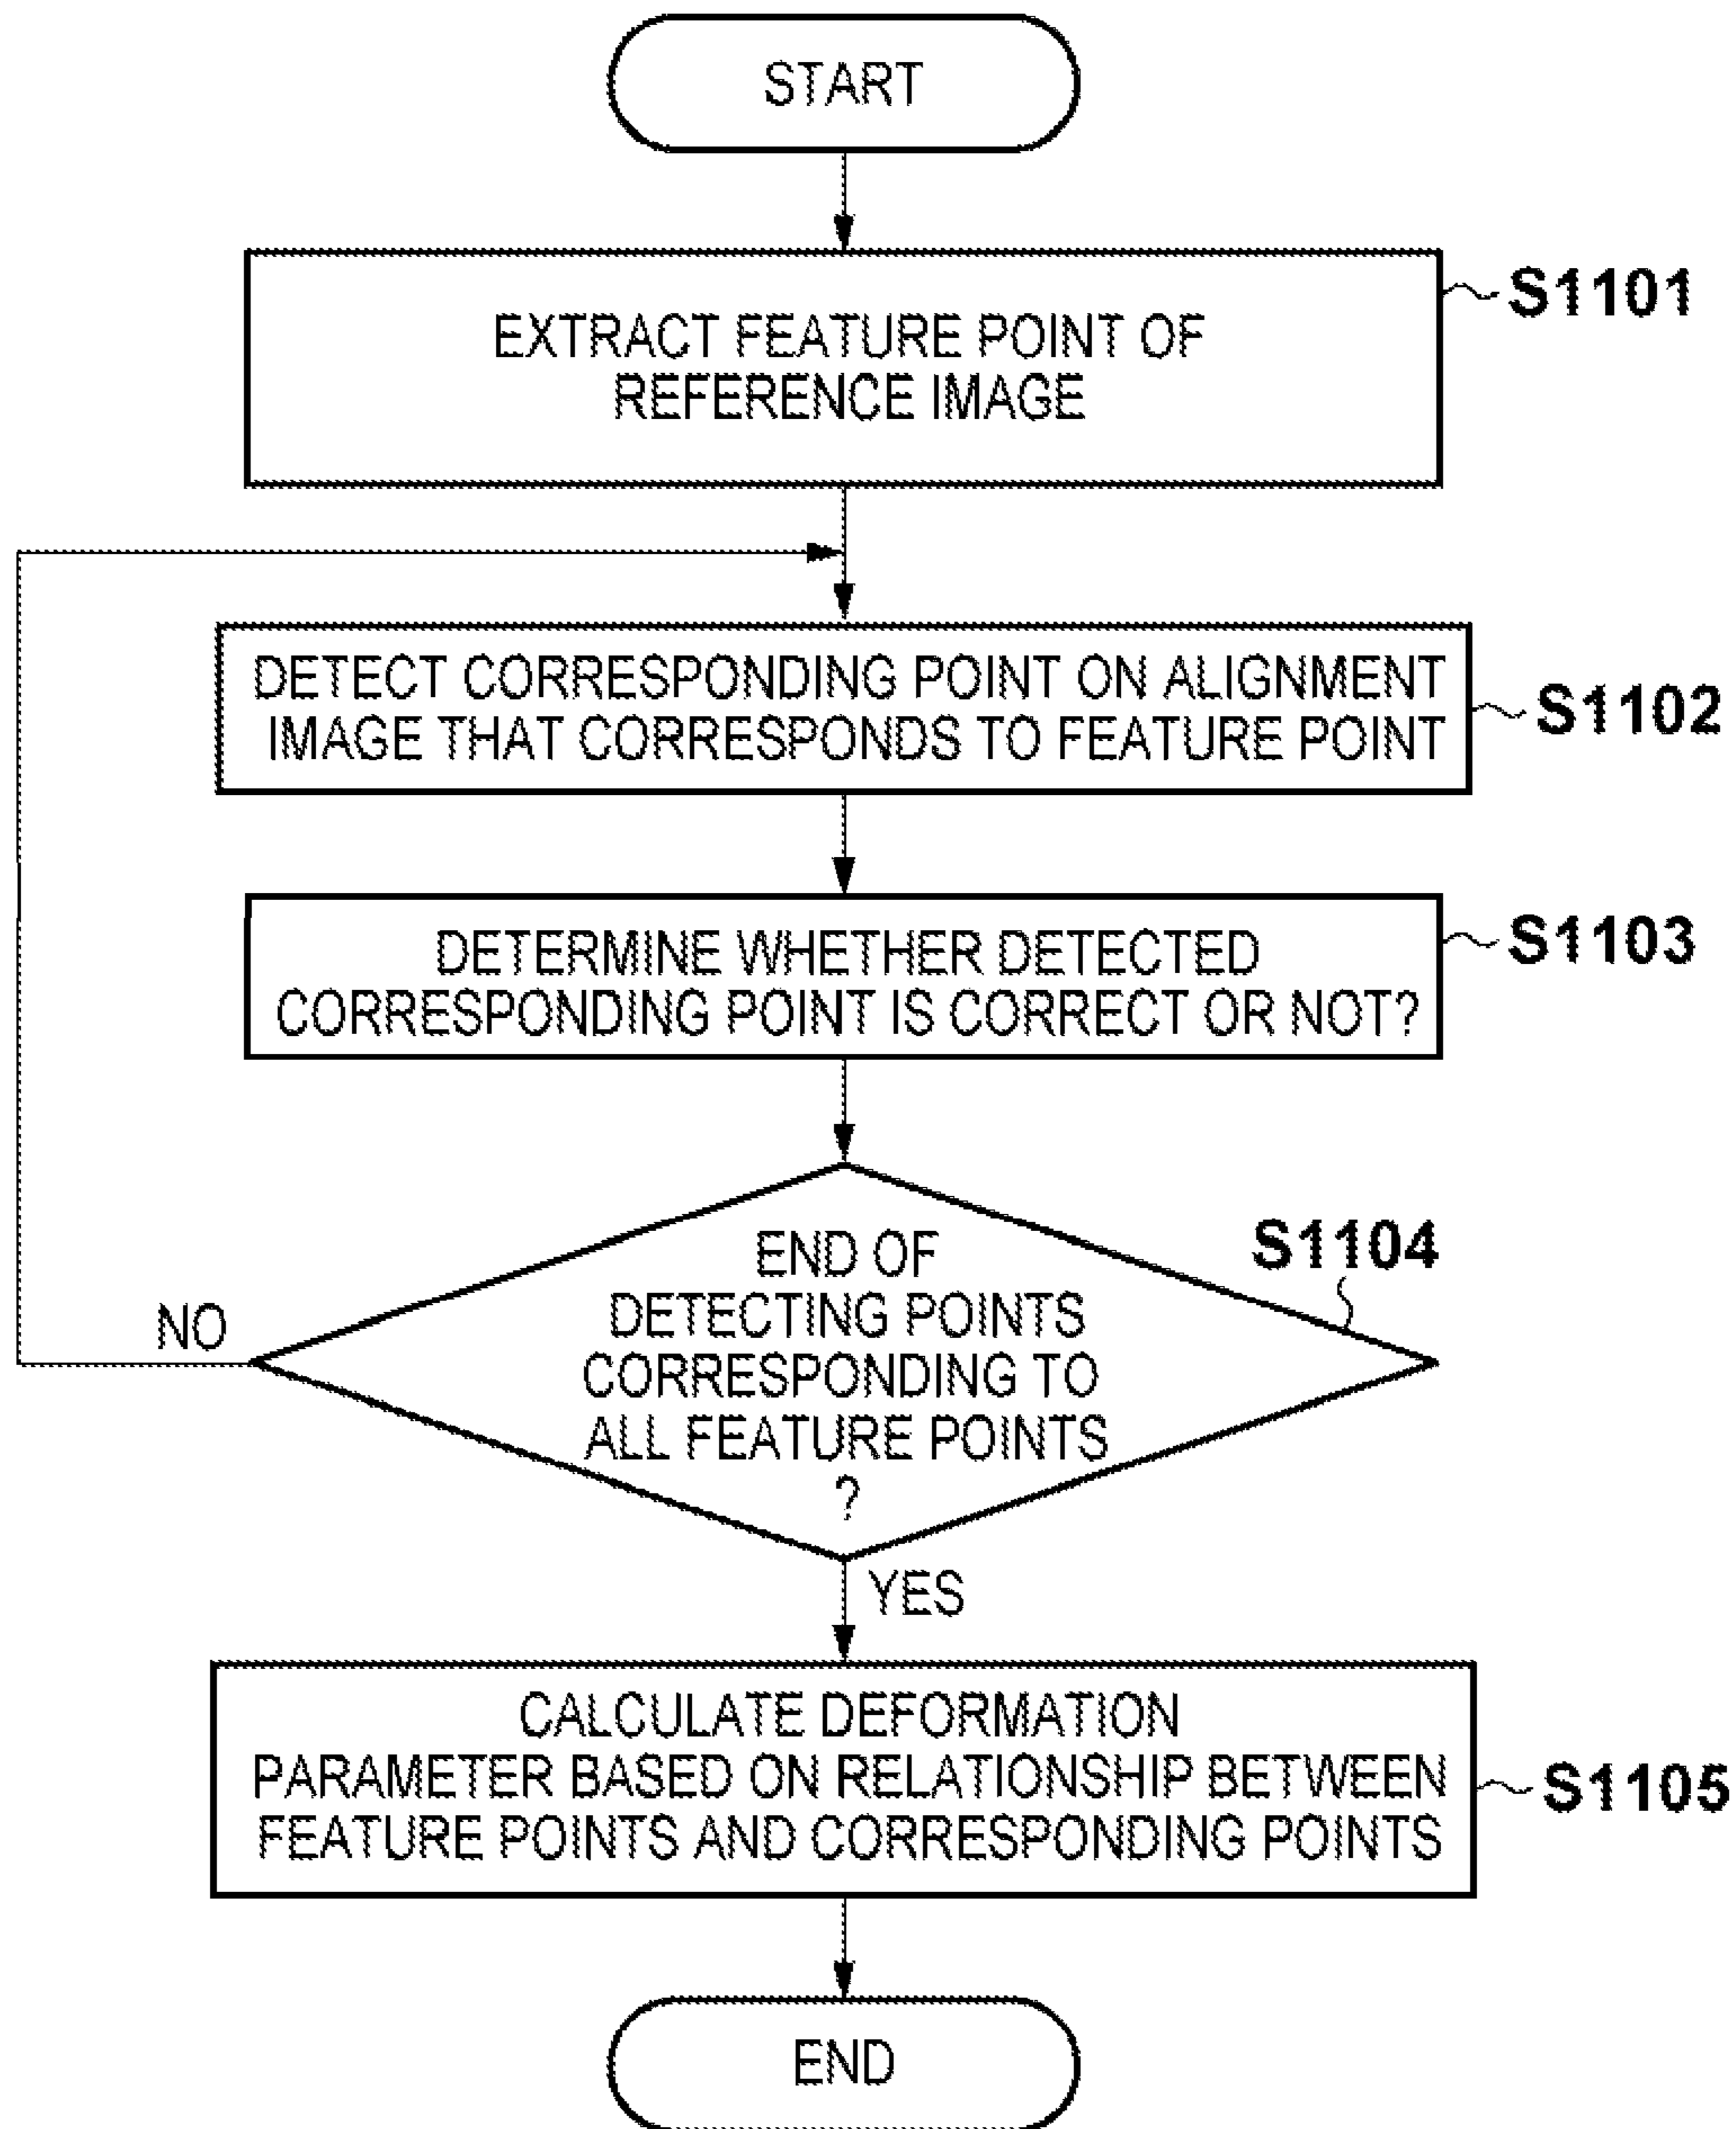 START
EXTRACT FEATURE POINT OF
REFERENCE IMAGE
S1101
DETECT CORRESPONDING POINT ON ALIGNMENT
IMAGE THAT CORRESPONDS TO FEATURE POINT
S1102
DETERMINE WHETHER DETECTED
CORRESPONDING POINT IS CORRECT OR NOT?
S1103
END OF
DETECTING POINTS
CORRESPONDING TO
ALL FEATURE POINTS
?
S1104
NO
YES
CALCULATE DEFORMATION
PARAMETER BASED ON RELATIONSHIP BETWEEN
FEATURE POINTS AND CORRESPONDING POINTS
S1105
END